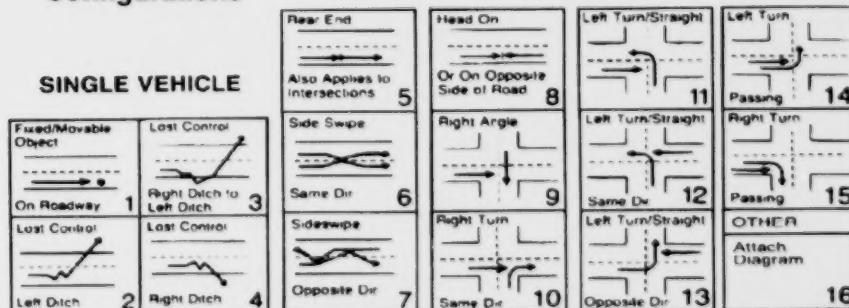 SINGLE VEHICLE
Fixed/Movable
Object
On Roadway 1
Lost Control
Right Ditch to
Left Ditch 3
Lost Control
Left Ditch 2
Lost Control
Right Ditch 4
Rear End
Also Applies to
Intersections 5
Side Swipe
Same Dir 6
Sideswipe
Opposite Dir 7
Head On
Or On Opposite
Side of Road 8
Right Angle
9
Right Turn
Same Dir 10
Left Turn/Straight
11
Left Turn/Straight
Same Dir 12
Left Turn/Straight
Opposite Dir 13
Left Turn
Passing 14
Right Turn
Passing 15
OTHER
Attach
Diagram
16